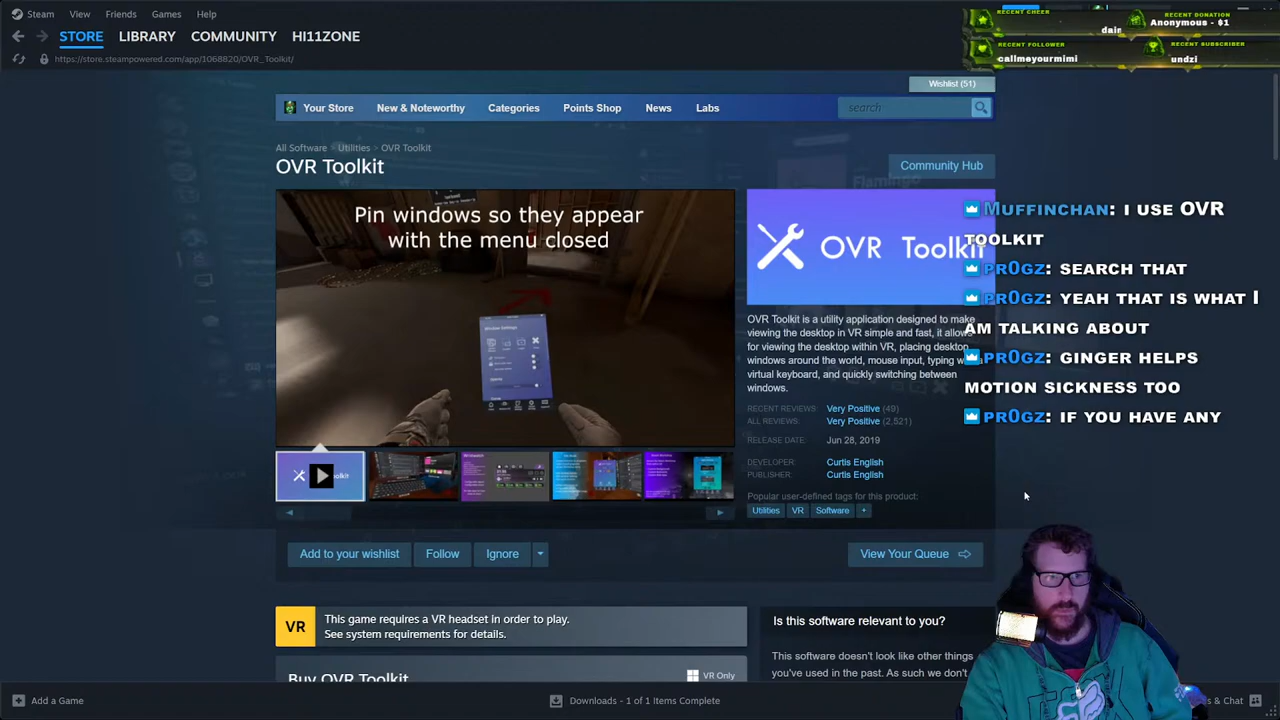 Steam View Friends Games Help
STORE LIBRARY COMMUNITY HI11ZONE
https://store.steampowered.com/app/1068820/OVR_Toolkit/
RECENT CHEER
dain
RECENT DONATION
Anonymous - $1
RECENT FOLLOWER
callmeyourmimi
RECENT SUBSCRIBER
undzi
Wishlist (51)
Your Store New & Noteworthy Categories Points Shop News Labs search
All Software Utilities OVR Toolkit
OVR Toolkit
Community Hub
Pin windows so they appear
with the menu closed
Window Settings
OVR Toolkit
OVR Toolkit is a utility application designed to make
viewing the desktop in VR simple and fast, it allows
for viewing the desktop within VR, placing desktop
windows around the world, mouse input, typing w
virtual keyboard, and quickly switching between
windows.
RECENT REVIEWS: Very Positive (49)
ALL REVIEWS: Very Positive (2,521)
RELEASE DATE: Jun 28, 2019
DEVELOPER: Curtis English
PUBLISHER: Curtis English
Popular user-defined tags for this product:
Utilities VR Software +
MUFFINCHAN: I USE OVR
TOOLKIT
PR0GZ: SEARCH THAT
PR0GZ: YEAH THAT IS WHAT I
AM TALKING ABOUT
PR0GZ: GINGER HELPS
MOTION SICKNESS TOO
PR0GZ: IF YOU HAVE ANY
Add to your wishlist Follow Ignore View Your Queue
VR
This game requires a VR headset in order to play.
See system requirements for details.
Is this software relevant to you?
This software doesn't look like other things
you've used in the past. As such we don't
Buy OVR Toolkit
VR Only
Add a Game Downloads - 1 of 1 Items Complete s & Chat